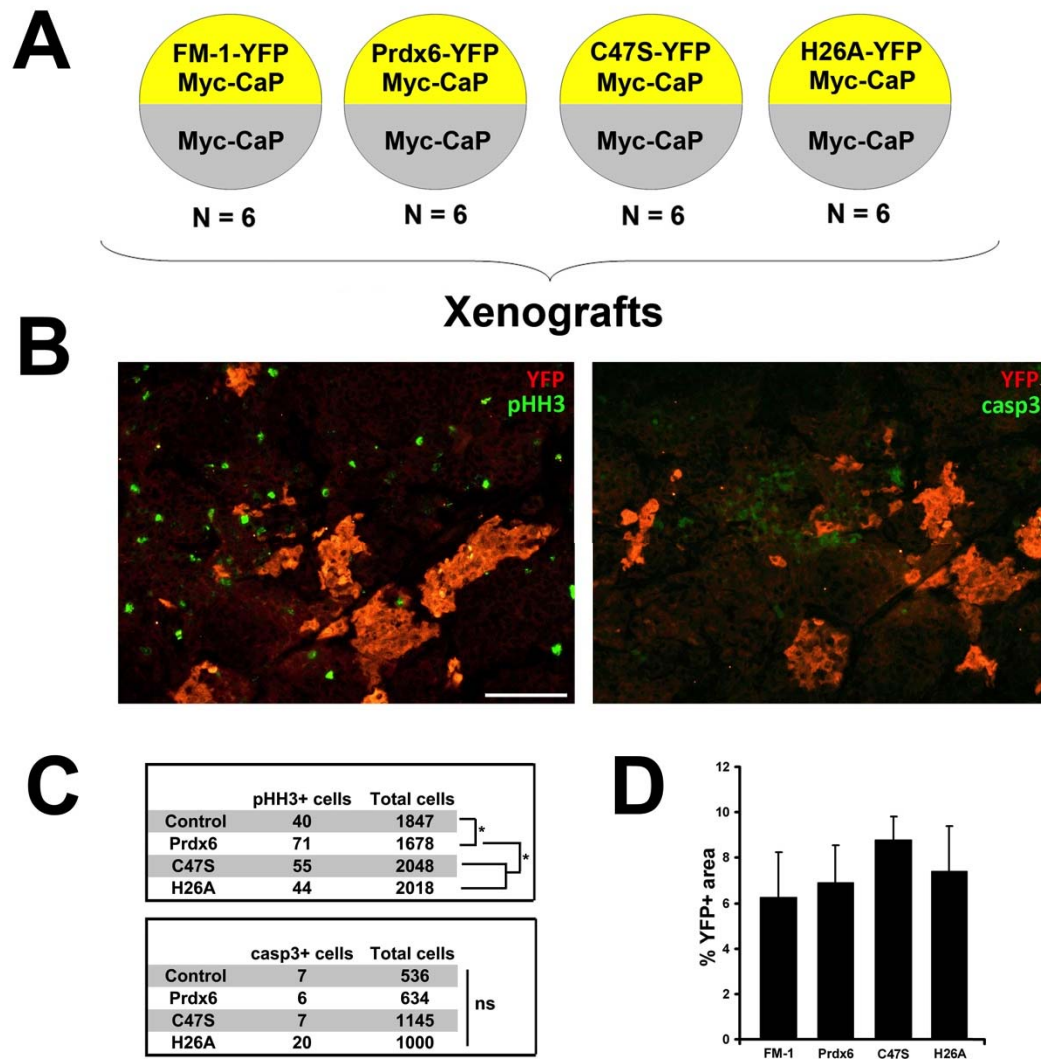 A
FM-1-YFP
Myc-CaP
Myc-CaP
N = 6
Prdx6-YFP
Myc-CaP
Myc-CaP
N = 6
C47S-YFP
Myc-CaP
Myc-CaP
N = 6
H26A-YFP
Myc-CaP
Myc-CaP
N = 6
Xenografts
B
YFP
pHH3
YFP
casp3
C
pHH3+ cells Total cells
Control 40 1847
Prdx6 71 1678
C47S 55 2048
H26A 44 2018
*
*
casp3+ cells Total cells
Control 7 536
Prdx6 6 634
C47S 7 1145
H26A 20 1000
ns
D
% YFP+ area
12
10
8
6
4
2
0
FM-1 Prdx6 C47S H26A